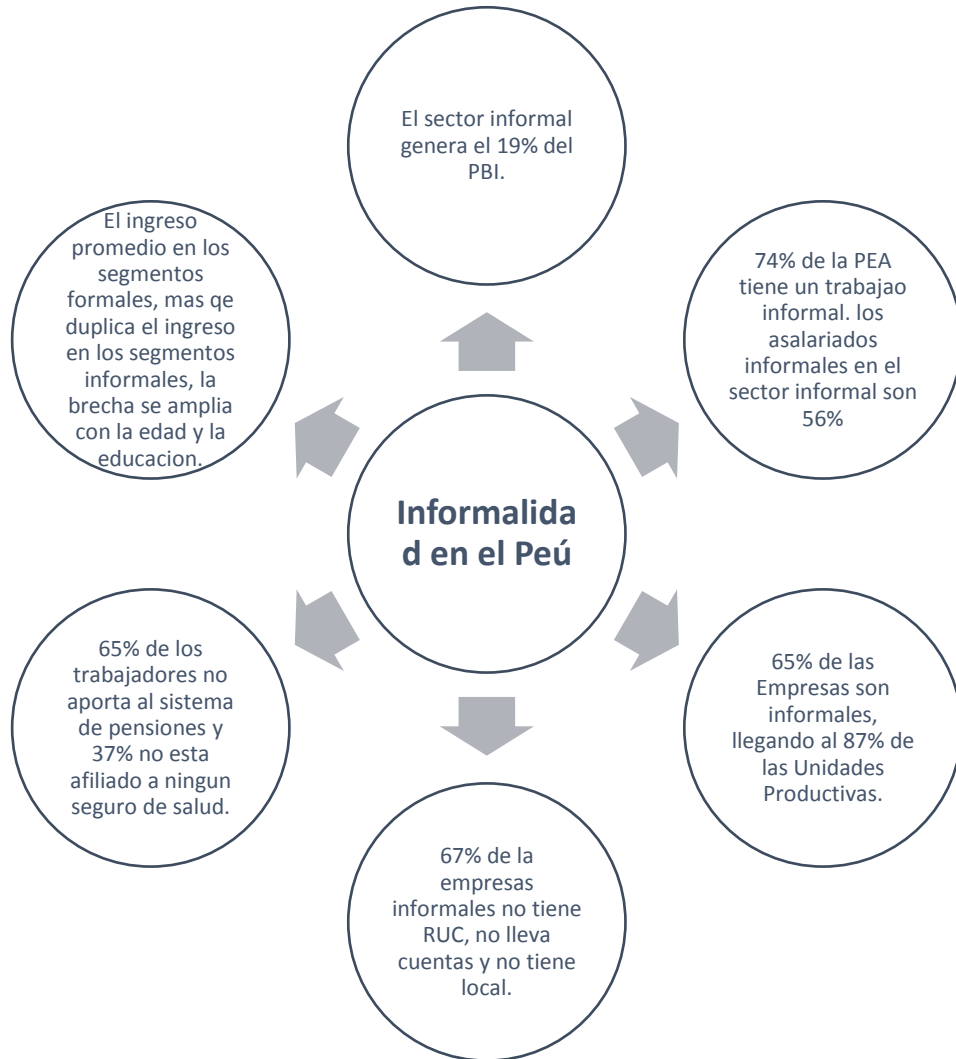 El sector informal
genera el 19% del
PBI.
74% de la PEA
tiene un trabajao
informal. los
asalariados
informales en el
sector informal son
56%
65% de las
Empresas son
informales,
llegando al 87% de
las Unidades
Productivas.
67% de la
empresas
informales no tiene
RUC, no lleva
cuentas y no tiene
local.
65% de los
trabajadores no
aporta al sistema
de pensiones y
37% no esta
afiliado a ningun
seguro de salud.
El ingreso
promedio en los
segmentos
formales, mas qe
duplica el ingreso
en los segmentos
informales, la
brecha se amplia
con la edad y la
educacion.
Informalida
d en el Peú